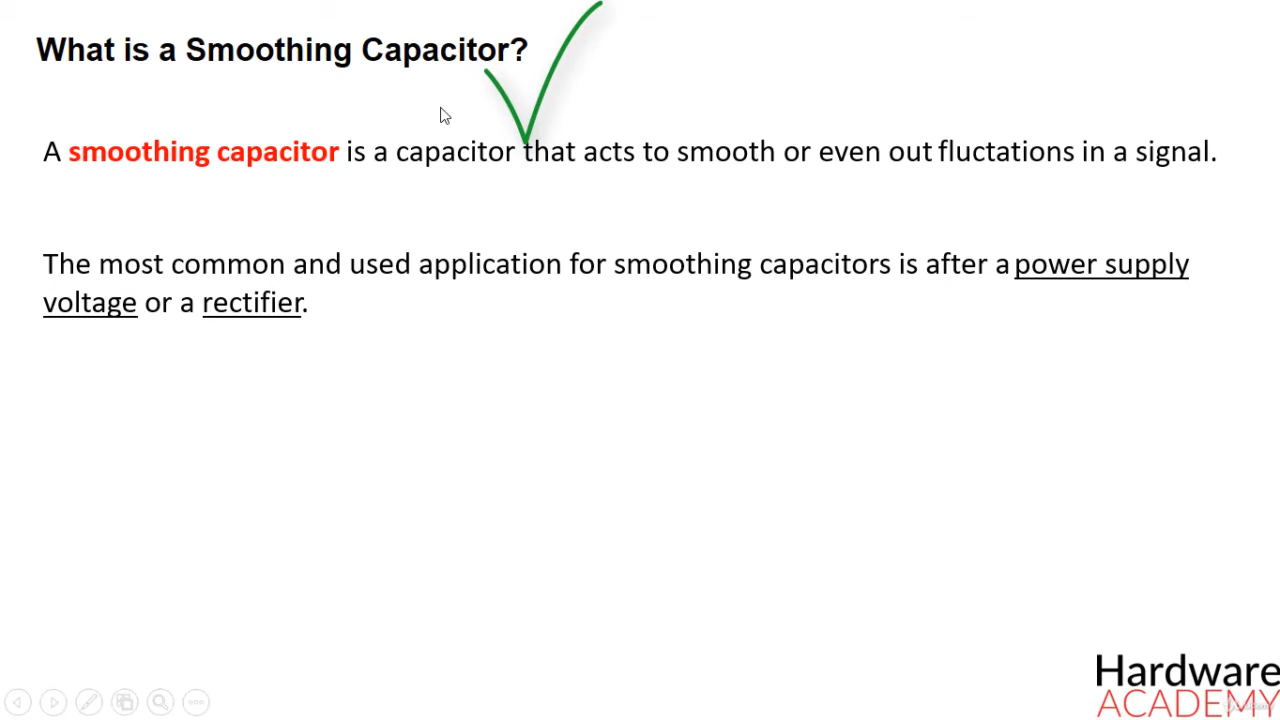 What is a Smoothing Capacitor?
A smoothing capacitor is a capacitor that acts to smooth or even out fluctations in a signal.
The most common and used application for smoothing capacitors is after a power supply
voltage or a rectifier.
Hardware
ACADEMY